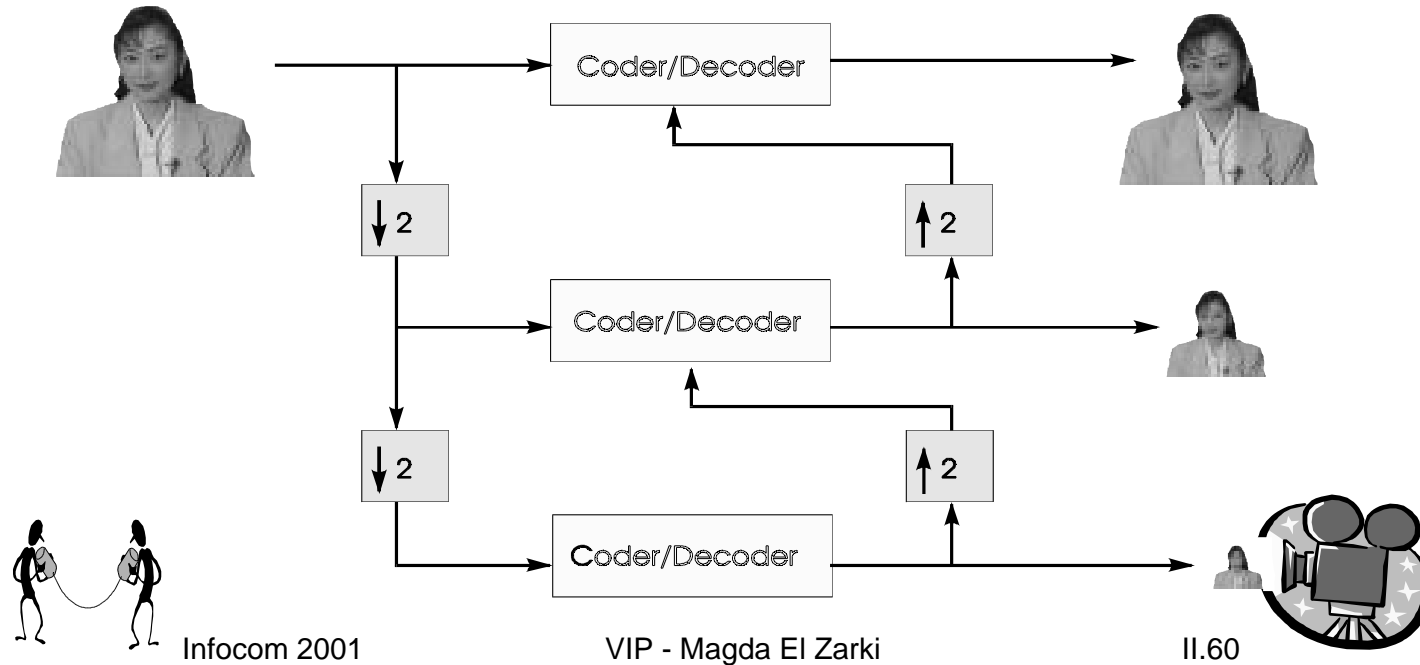 Coder/Decoder
↓ 2
↑ 2
Coder/Decoder
↓ 2
↑ 2
Coder/Decoder
Infocom 2001 VIP - Magda El Zarki II.60